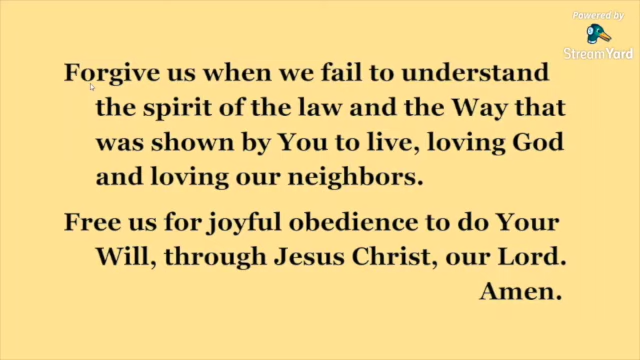 Powered by
StreamYard
Forgive us when we fail to understand
the spirit of the law and the Way that
was shown by You to live, loving God
and loving our neighbors.
Free us for joyful obedience to do Your
Will, through Jesus Christ, our Lord.
Amen.